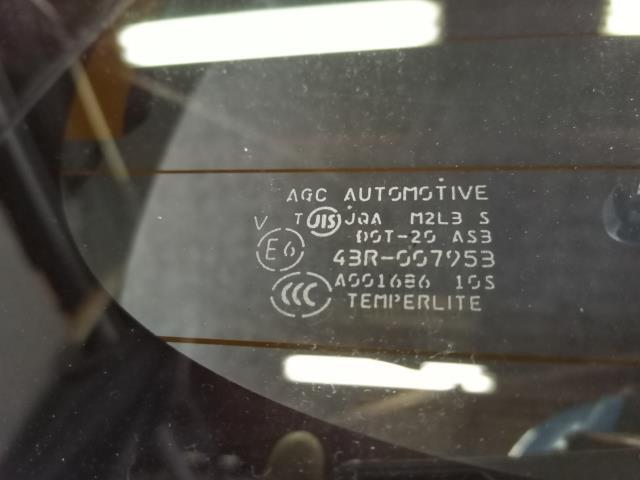 AGC AUTOMOTIVE
V T JIS JQA M2L3 S
DOT-20 AS3
E6 43R-007953
CCC A001686 10S
TEMPERLITE